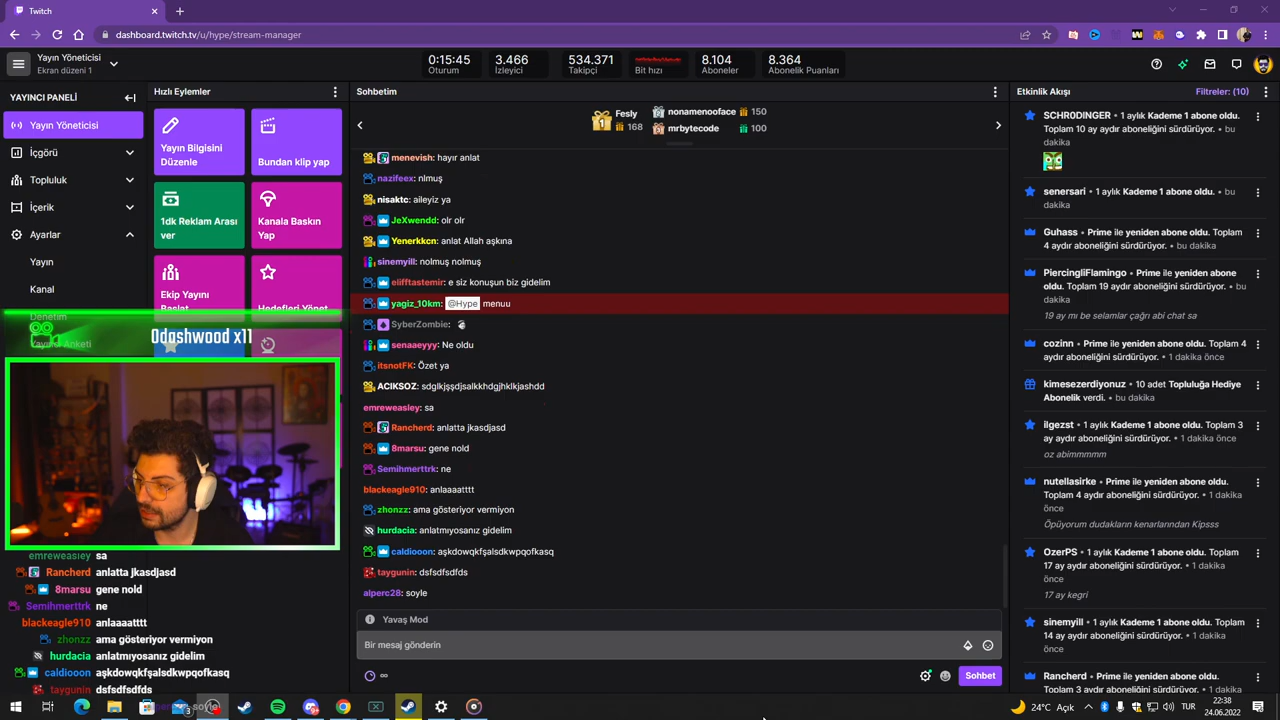 Twitch
dashboard.twitch.tv/u/hype/stream-manager
Yayın Yöneticisi
Ekran düzeni 1
0:15:45
Oturum
3.466
İzleyici
534.371
Takipçi
Bit hızı
8.104
Aboneler
8.364
Abonelik Puanları
YAYINCI PANELİ
Yayın Yöneticisi
İçgörü
Topluluk
İçerik
Ayarlar
Yayın
Kanal
Denetim
Yayıncı Anketi
Hızlı Eylemler
Yayın Bilgisini
Düzenle
Bundan klip yap
1dk Reklam Arası
ver
Kanala Baskın
Yap
Ekip Yayını
Başlat
Hedefleri Yönet
Odashwood x11
Sohbetim
Fesly
168
nonamenooface 150
mrbytecode 100
menevish: hayır anlat
nazifeex: nlmuş
nisaktc: aileyiz ya
JeXwendd: olr olr
Yenerkkcn: anlat Allah aşkına
sinemyill: nolmuş nolmuş
elifftastemir: e siz konuşun biz gidelim
yagiz_10km: @Hype menuu
SyberZombie:
senaaeyyy: Ne oldu
itsnotFK: Özet ya
ACIKSOZ: sdglkjşşdjsalkkhdgjhklkjashdd
emreweasley: sa
Rancherd: anlatta jkasdjasd
8marsu: gene nold
Semihmerttrk: ne
blackeagle910: anlaaaatttt
zhonzz: ama gösteriyor vermiyon
hurdacia: anlatmıyosanız gidelim
caldiooon: aşkdowqkfşalsdkwpqofkasq
taygunin: dsfsdfsdfds
alperc28: soyle
Yavaş Mod
Bir mesaj gönderin
∞
Sohbet
Etkinlik Akışı
Filtreler: (10)
SCHR0DINGER • 1 aylık Kademe 1 abone oldu.
Toplam 10 ay aydır aboneliğini sürdürüyor. • bu
dakika
senersari • 1 aylık Kademe 1 abone oldu. • bu
dakika
Guhass • Prime ile yeniden abone oldu. Toplam
4 aydır aboneliğini sürdürüyor. • bu dakika
PiercingliFlamingo • Prime ile yeniden abone
oldu. Toplam 19 aydır aboneliğini sürdürüyor. •
bu dakika
19 ay mı be selamlar çağrı abi chat sa
cozinn • Prime ile yeniden abone oldu. Toplam 4
aydır aboneliğini sürdürüyor. • 1 dakika önce
kimesezerdiyonuz • 10 adet Topluluğa Hediye
Abonelik verdi. • bu dakika
ilgezst • 1 aylık Kademe 1 abone oldu. Toplam 3
ay aydır aboneliğini sürdürüyor. • 1 dakika önce
oz abimmmmm
nutellasirke • Prime ile yeniden abone oldu.
Toplam 4 aydır aboneliğini sürdürüyor. • 1 dakika
önce
Öpüyorum dudakların kenarlarından Kipsss
OzerPS • 1 aylık Kademe 1 abone oldu. Toplam
17 ay aydır aboneliğini sürdürüyor. • 1 dakika
önce
17 ay kegri
sinemyill • 1 aylık Kademe 1 abone oldu. Toplam
14 ay aydır aboneliğini sürdürüyor. • 1 dakika
önce
Rancherd • Prime ile yeniden abone oldu.
Toplam 3 aydır aboneliğini sürdürüyor. • 1 dakika
emreweasley sa
Rancherd anlatta jkasdjasd
8marsu gene nold
Semihmerttrk ne
blackeagle910 anlaaaatttt
zhonzz ama gösteriyor vermiyon
hurdacia anlatmıyosanız gidelim
caldiooon aşkdowqkfşalsdkwpqofkasq
taygunin dsfsdfsdfds
soyle
3
24°C Açık
TUR
22:38
24.06.2022